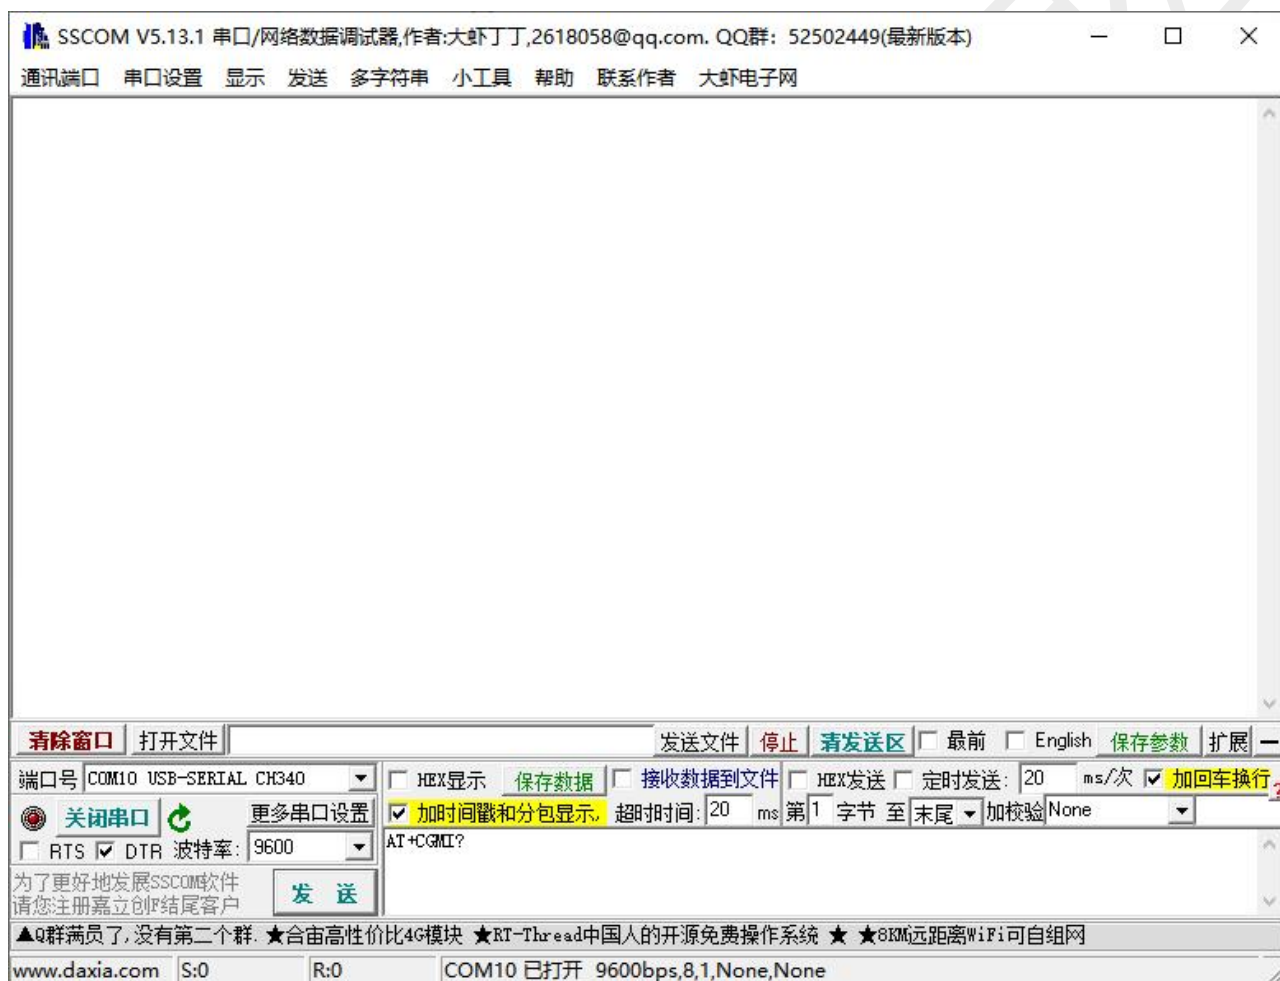 SSCOM V5.13.1 串口/网络数据调试器,作者:大虾丁丁,2618058@qq.com. QQ群: 52502449(最新版本)
通讯端口 串口设置 显示 发送 多字符串 小工具 帮助 联系作者 大虾电子网
清除窗口 打开文件 发送文件 停止 清发送区 最前 English 保存参数 扩展 —
端口号 COM10 USB-SERIAL CH340 HEX显示 保存数据 接收数据到文件 HEX发送 定时发送: 20 ms/次 加回车换行 ?
关闭串口 更多串口设置 加时间戳和分包显示, 超时时间: 20 ms 第 1 字节 至 末尾 加校验 None
RTS DTR 波特率: 9600 AT+CGMI?
为了更好地发展SSCOM软件
请您注册嘉立创F结尾客户
发 送
▲Q群满员了,没有第二个群. ★合宙高性价比4G模块 ★RT-Thread中国人的开源免费操作系统 ★ ★8KM远距离WiFi可自组网
www.daxia.com S:0 R:0 COM10 已打开 9600bps,8,1,None,None